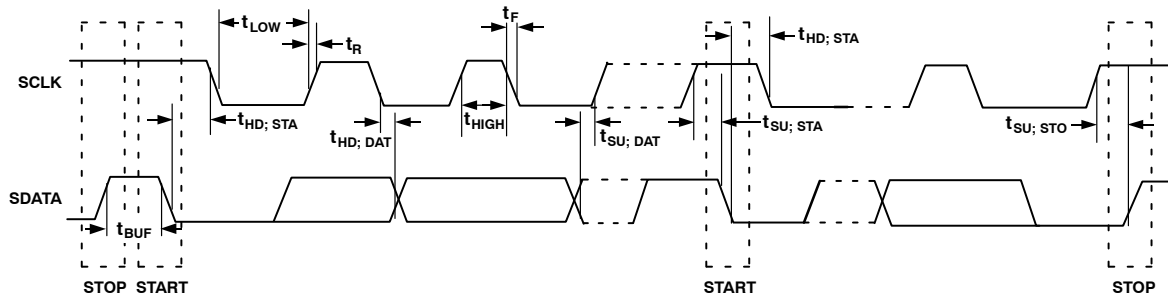 tLOW
tR
tF
tHD; STA
SCLK
tHD; STA
tHD; DAT
tHIGH
tSU; DAT
tSU; STA
tSU; STO
SDATA
tBUF
STOP START
START
STOP